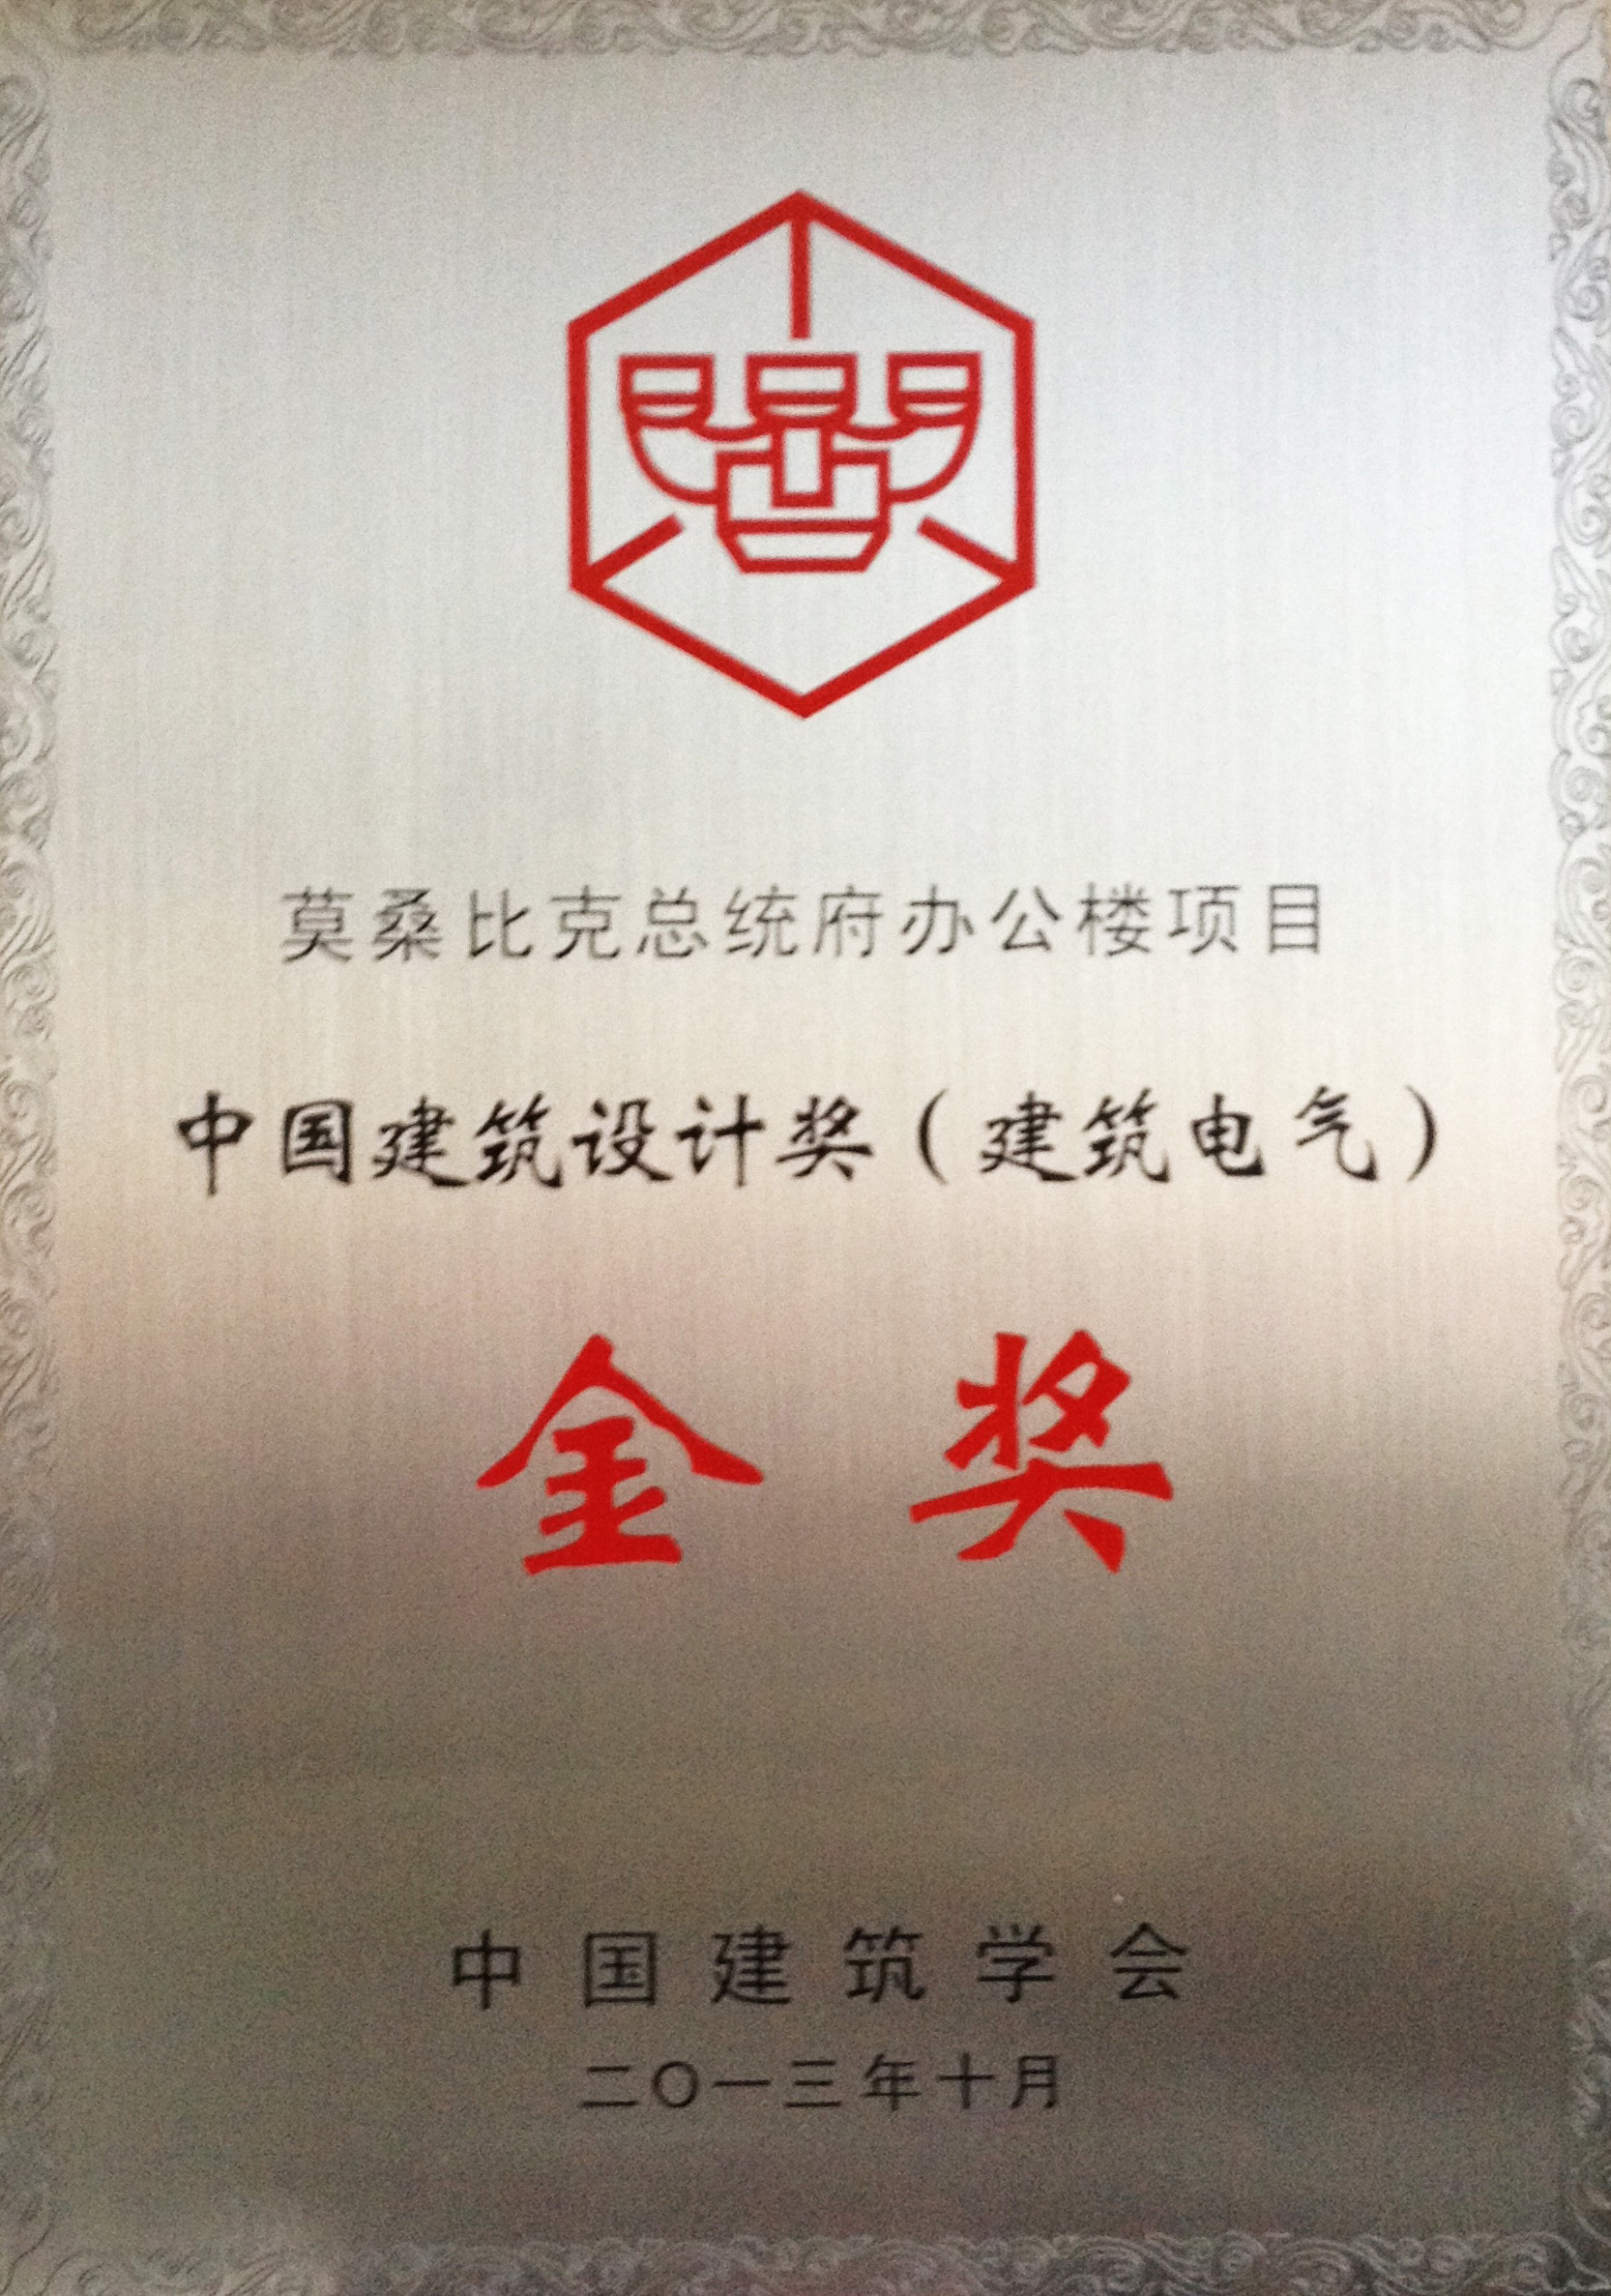 莫桑比克总统府办公楼项目
中国建筑设计奖（建筑电气）
金奖
中国建筑学会
二〇一三年十月